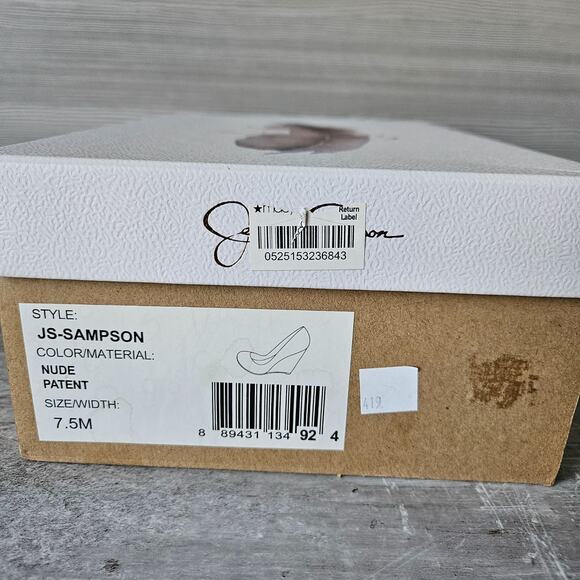 Return
Label
0525153236843
STYLE:
JS-SAMPSON
COLOR/MATERIAL:
NUDE
PATENT
SIZE/WIDTH:
7.5M
8 89431 134 92 4
419